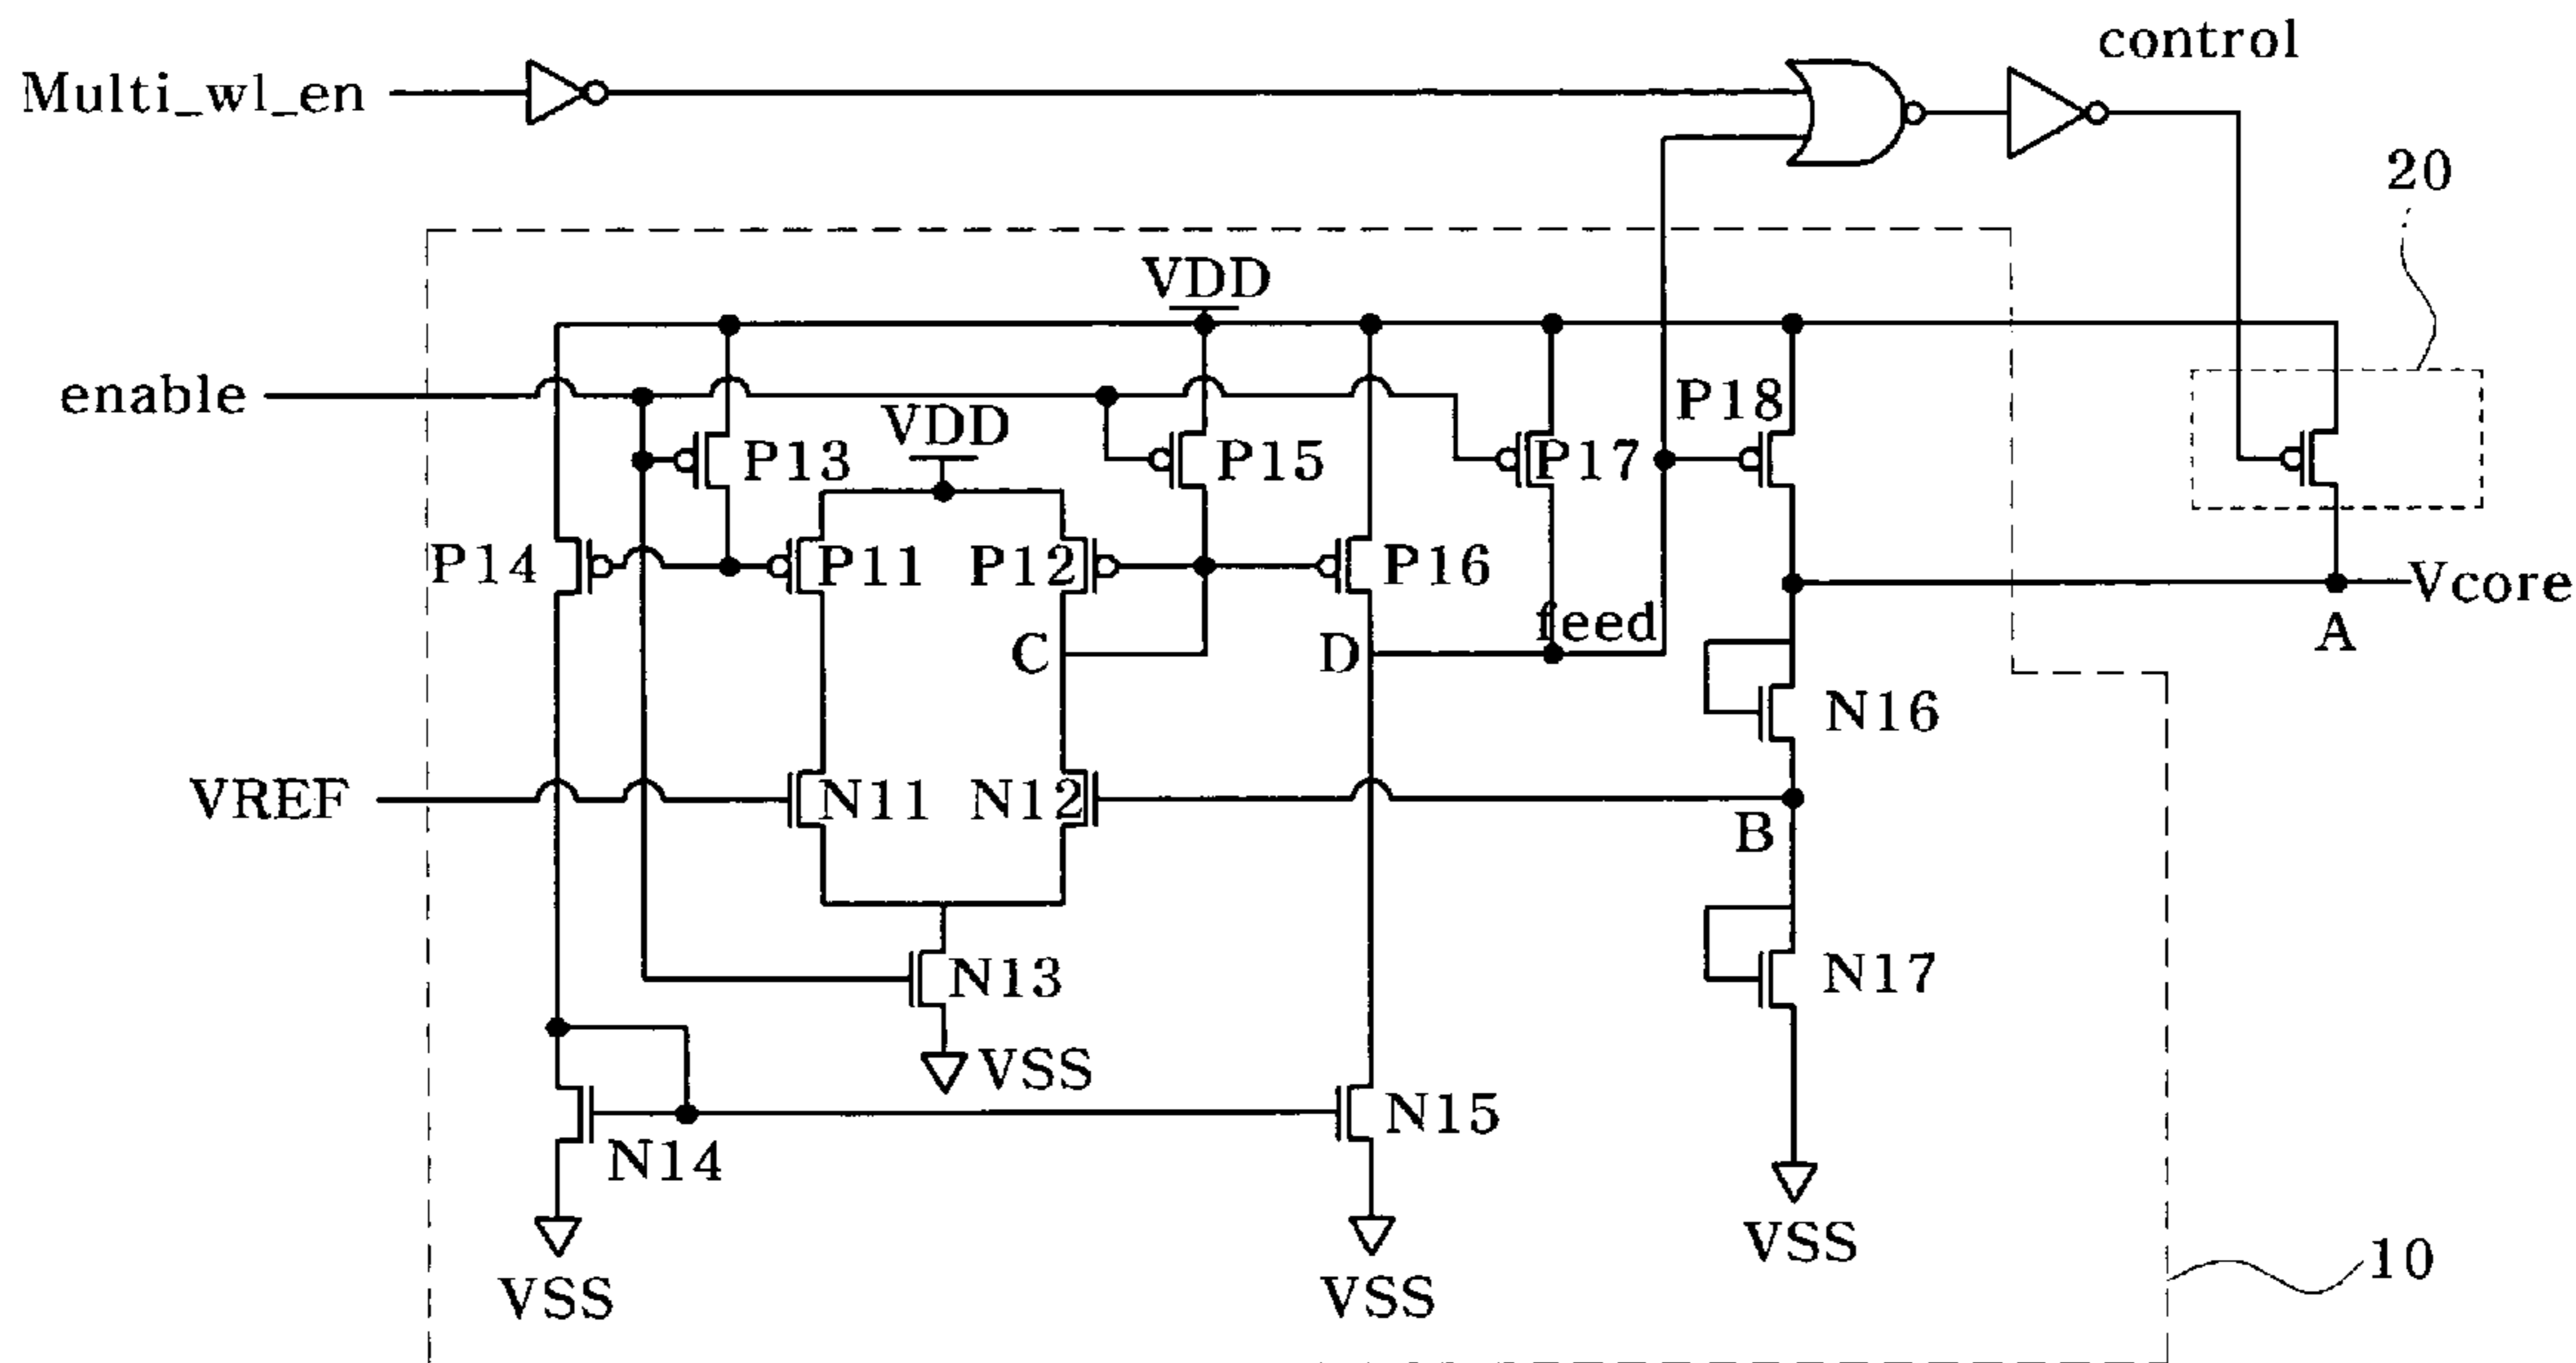 control
Multi_wl_en
20
VDD
enable
VDD
P18
P13
P15
P17
P14
P11
P12
P16
Vcore
feed
C
D
A
N16
VREF
N11
N12
B
N13
N17
VSS
N15
N14
VSS
10
VSS
VSS